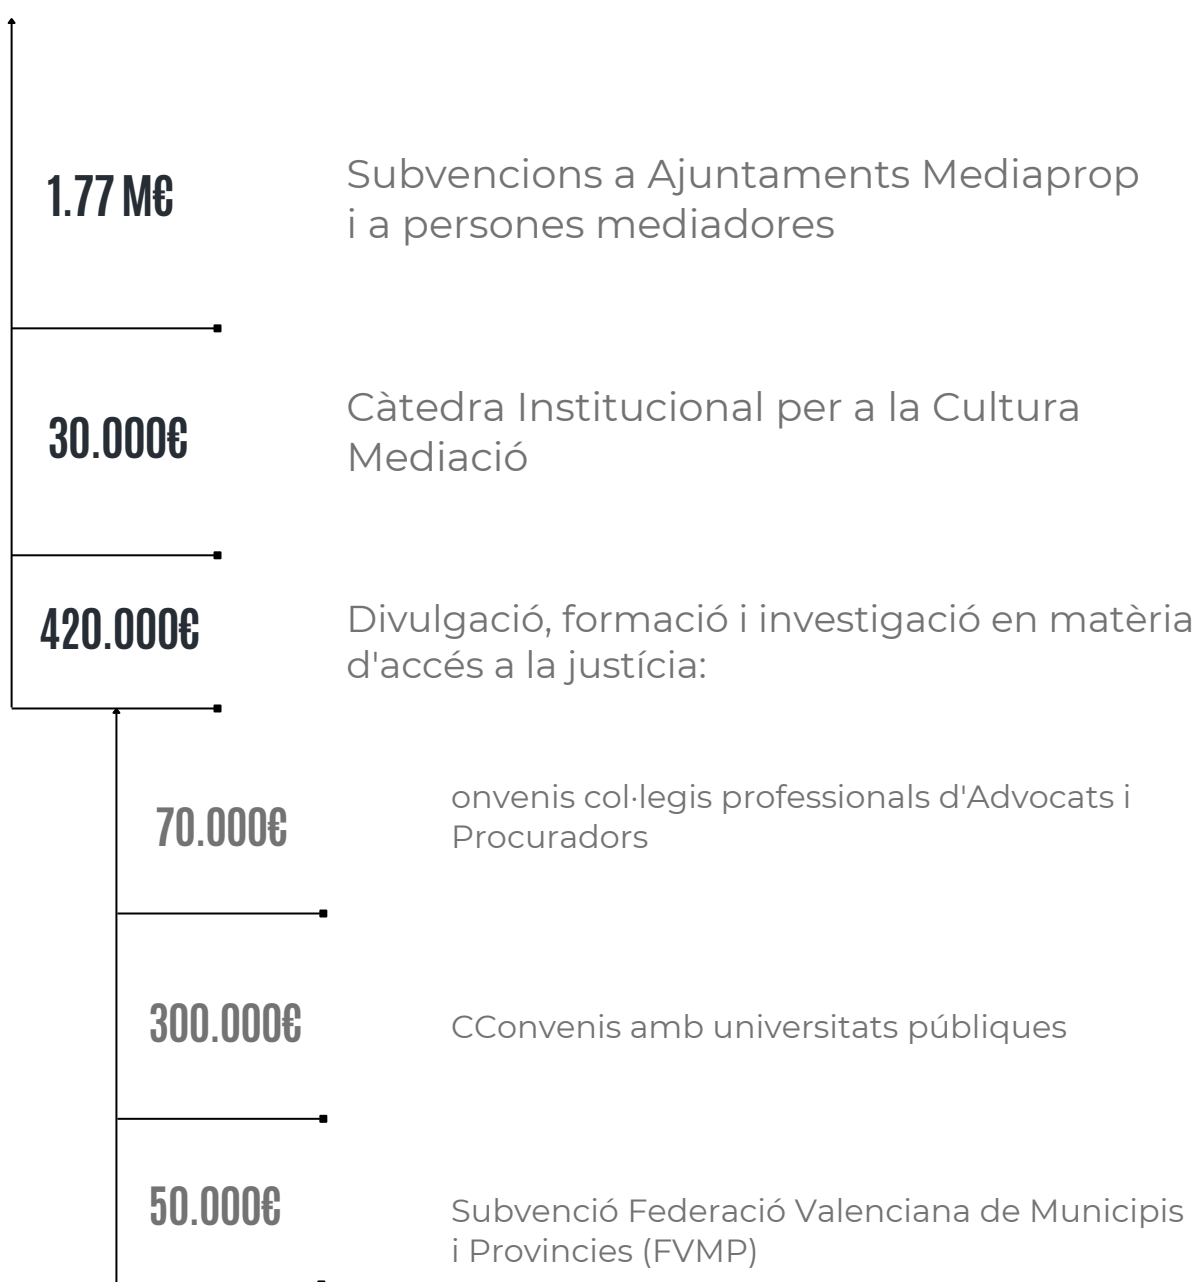 1.77 M€
Subvencions a Ajuntaments Mediaprop
i a persones mediadores
30.000€
Càtedra Institucional per a la Cultura
Mediació
420.000€
Divulgació, formació i investigació en matèria
d'accés a la justícia:
70.000€
onvenis col·legis professionals d'Advocats i
Procuradors
300.000€
CConvenis amb universitats públiques
50.000€
Subvenció Federació Valenciana de Municipis
i Provincies (FVMP)